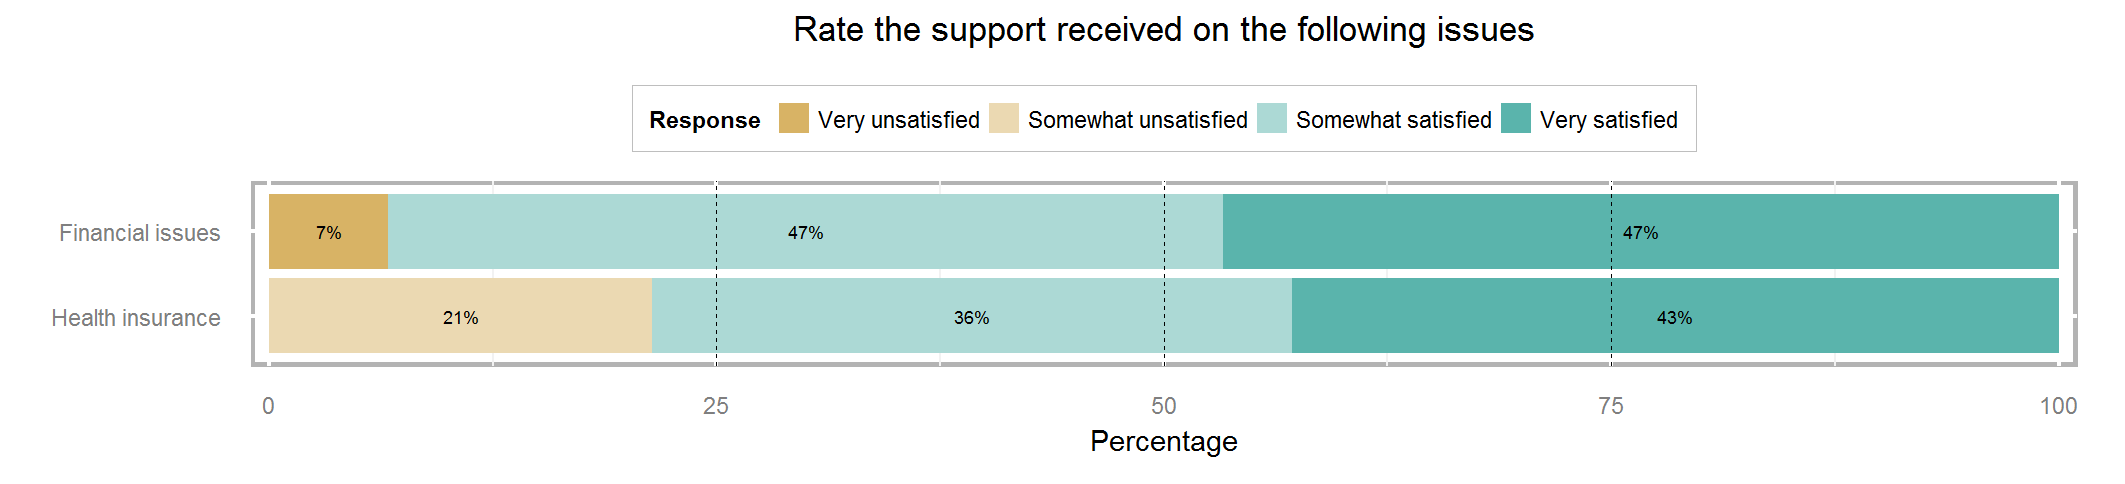 Rate the support received on the following issues
Response Very unsatisfied Somewhat unsatisfied Somewhat satisfied Very satisfied
Financial issues 7% 47% 47%
Health insurance 21% 36% 43%
0 25 50 75 100
Percentage